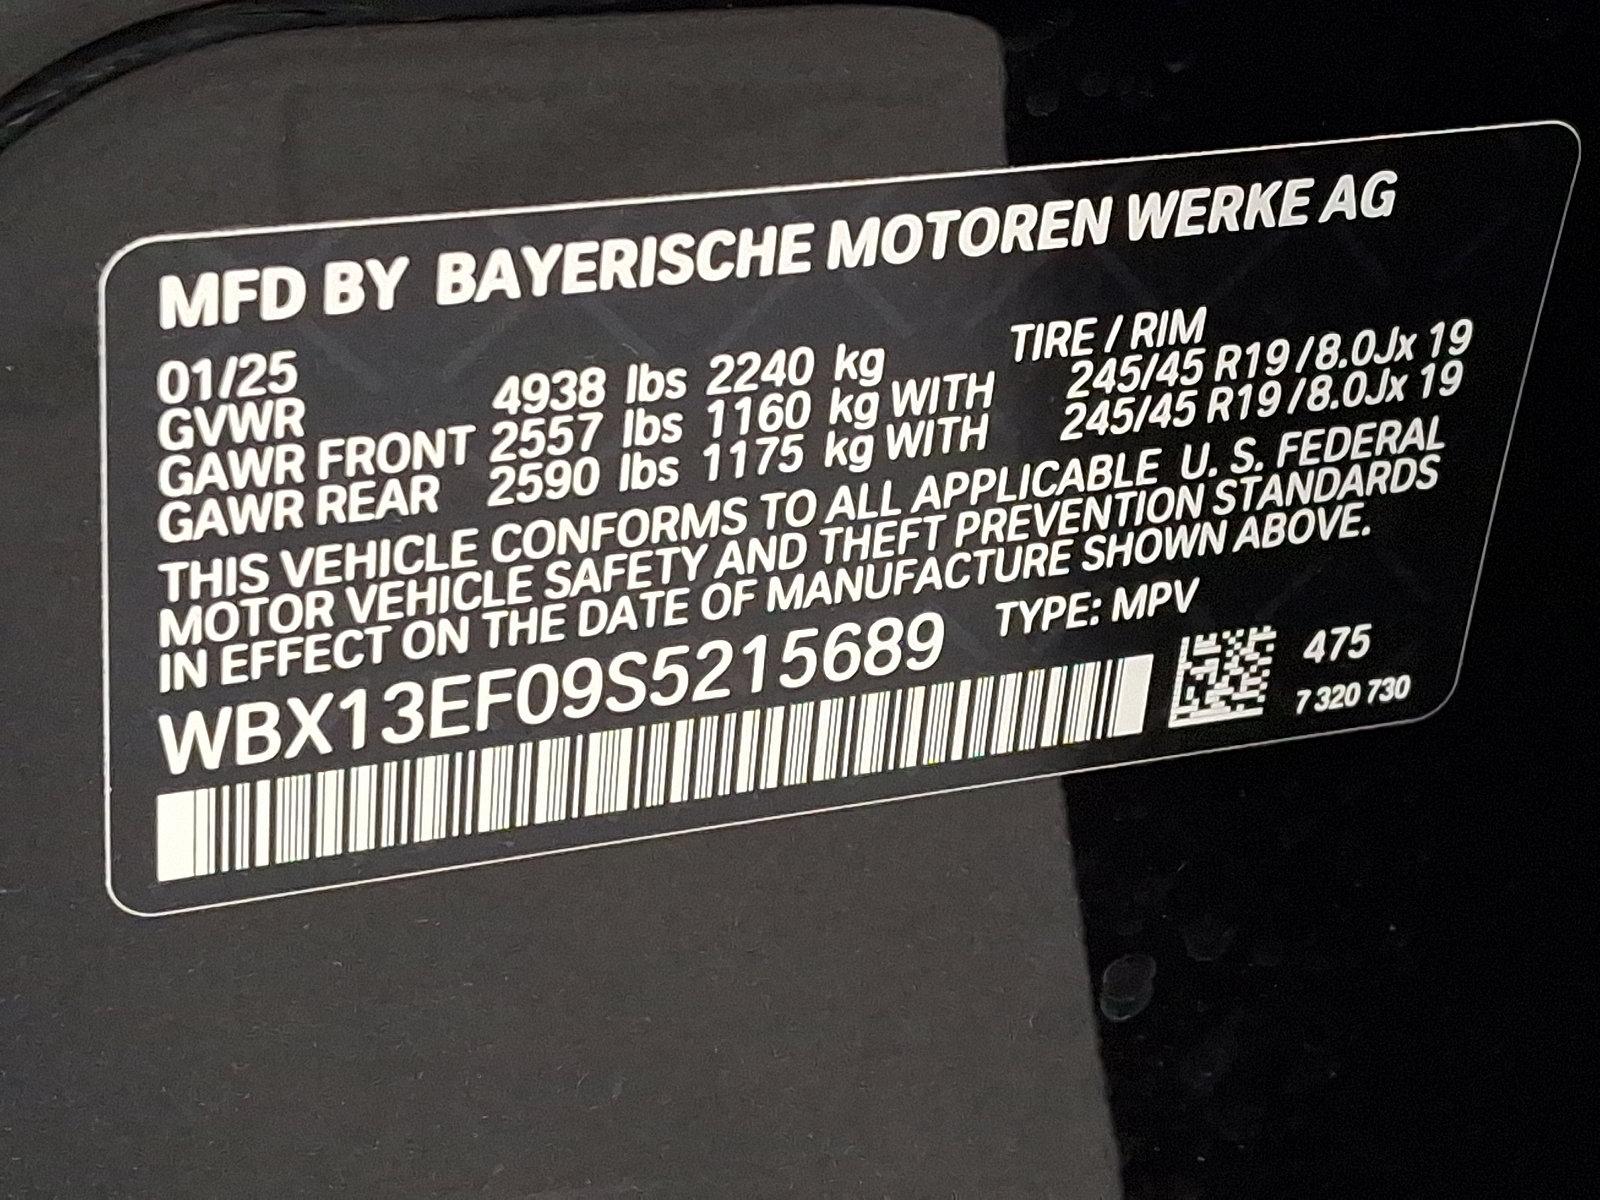 MFD BY BAYERISCHE MOTOREN WERKE AG
01/25 TIRE / RIM
GVWR 4938 lbs 2240 kg
GAWR FRONT 2557 lbs 1160 kg WITH 245/45 R19 /8.0Jx 19
GAWR REAR 2590 lbs 1175 kg WITH 245/45 R19 /8.0Jx 19
THIS VEHICLE CONFORMS TO ALL APPLICABLE U. S. FEDERAL
MOTOR VEHICLE SAFETY AND THEFT PREVENTION STANDARDS
IN EFFECT ON THE DATE OF MANUFACTURE SHOWN ABOVE.
WBX13EF09S5215689 TYPE: MPV
475
7 320 730